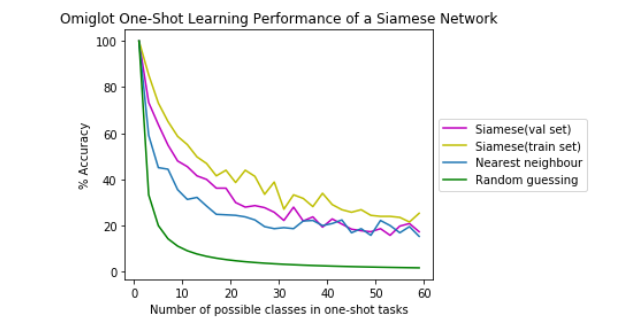 Omiglot One-Shot Learning Performance of a Siamese Network
100
80
60
40
20
0
% Accuracy
0 10 20 30 40 50 60
Number of possible classes in one-shot tasks
Siamese(val set)
Siamese(train set)
Nearest neighbour
Random guessing